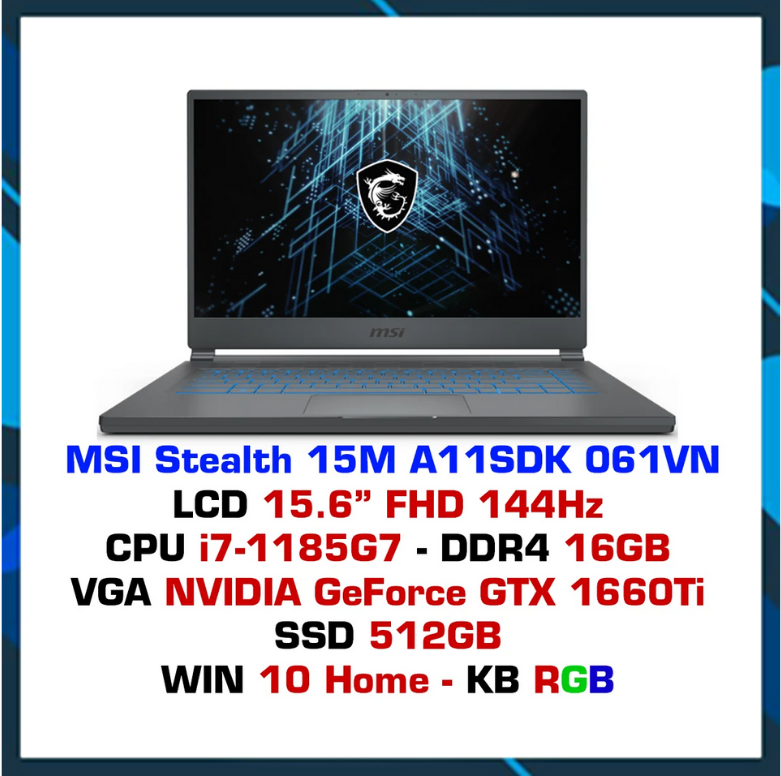 msi
MSI Stealth 15M A11SDK 061VN
LCD 15.6” FHD 144Hz
CPU i7-1185G7 - DDR4 16GB
VGA NVIDIA GeForce GTX 1660Ti
SSD 512GB
WIN 10 Home - KB RGB